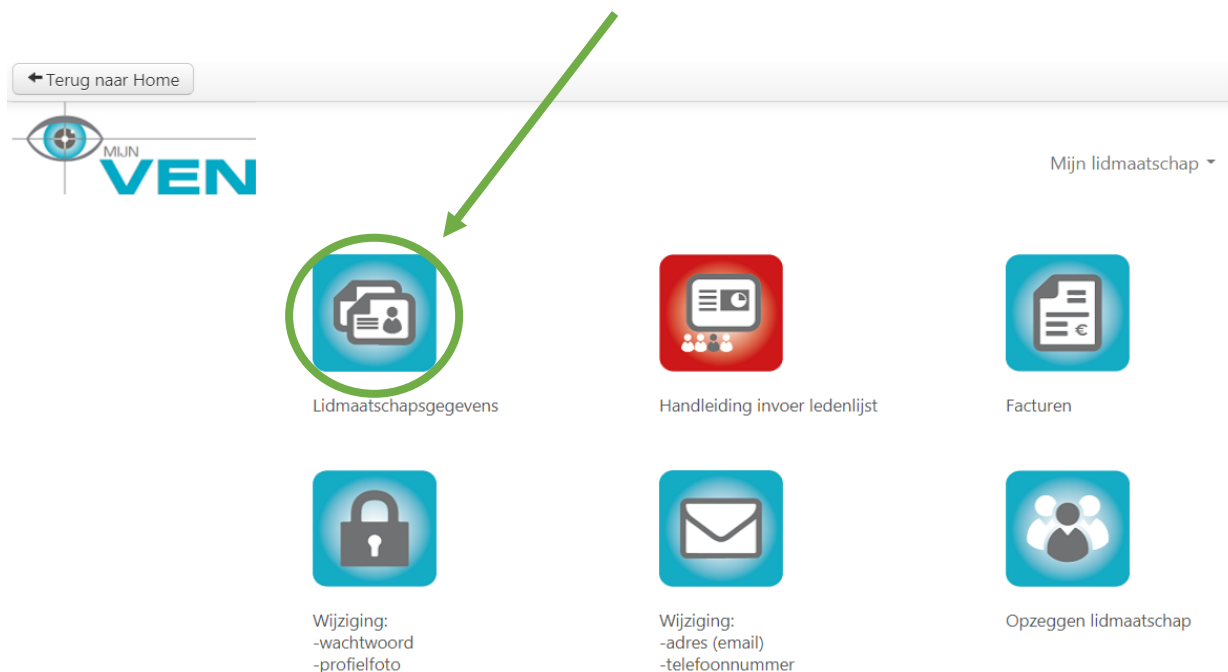 Terug naar Home
MIJN
VEN
Mijn lidmaatschap
Lidmaatschapsgegevens
Handleiding invoer ledenlijst
Facturen
€
Wijziging:
-wachtwoord
-profielfoto
Wijziging:
-adres (email)
-telefoonnummer
Opzeggen lidmaatschap